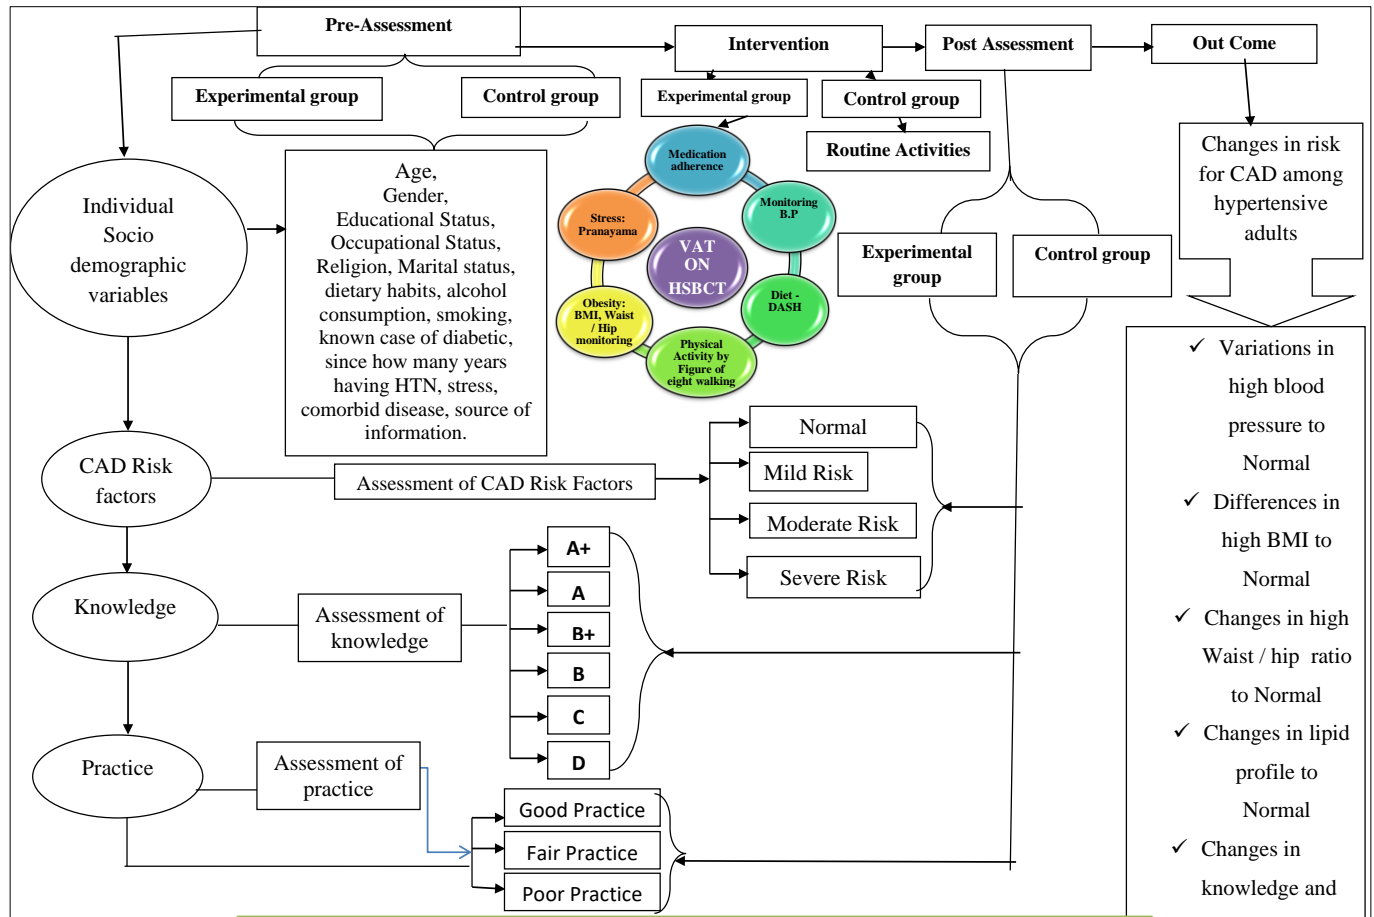 Pre-Assessment
Intervention
Post Assessment
Out Come
Experimental group
Control group
Experimental group
Control group
Routine Activities
Individual
Socio
demographic
variables
Age,
Gender,
Educational Status,
Occupational Status,
Religion, Marital status,
dietary habits, alcohol
consumption, smoking,
known case of diabetic,
since how many years
having HTN, stress,
comorbid disease, source of
information.
Medication
adherence
Monitoring
B.P
Diet -
DASH
Physical
Activity by
Figure of
eight walking
Obesity:
BMI, Waist
/ Hip
monitoring
Stress:
Pranayama
VAT
ON
HSBCT
Experimental
group
Control group
Changes in risk
for CAD among
hypertensive
adults
CAD Risk
factors
Assessment of CAD Risk Factors
Normal
Mild Risk
Moderate Risk
Severe Risk
Knowledge
Assessment of
knowledge
A+
A
B+
B
C
D
Practice
Assessment of
practice
Good Practice
Fair Practice
Poor Practice
✓ Variations in
high blood
pressure to
Normal
✓ Differences in
high BMI to
Normal
✓ Changes in high
Waist / hip ratio
to Normal
✓ Changes in lipid
profile to
Normal
✓ Changes in
knowledge and